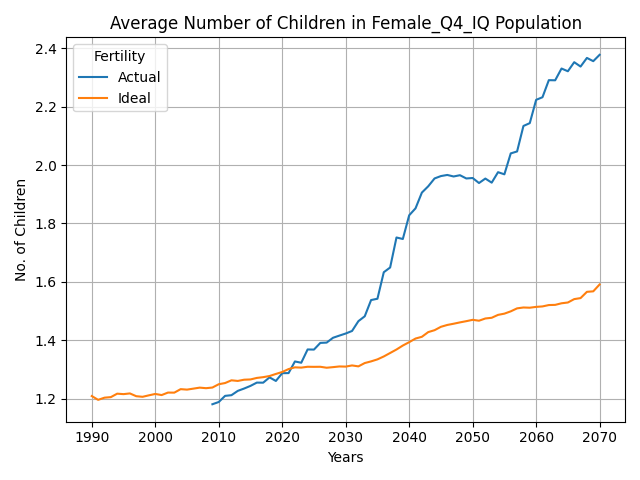 Average Number of Children in Female_Q4_IQ Population
Fertility
Actual
Ideal
No. of Children
2.4
2.2
2.0
1.8
1.6
1.4
1.2
1990 2000 2010 2020 2030 2040 2050 2060 2070
Years